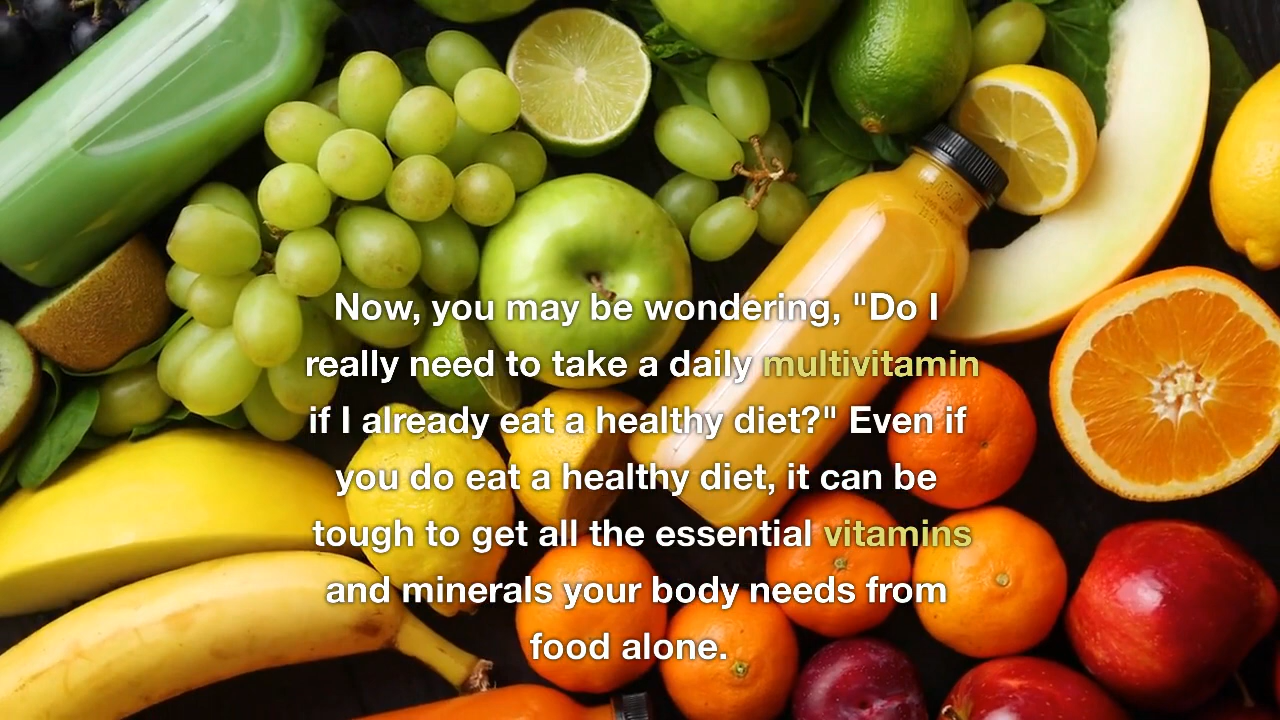 Now, you may be wondering, "Do I
really need to take a daily multivitamin
if I already eat a healthy diet?" Even if
you do eat a healthy diet, it can be
tough to get all the essential vitamins
and minerals your body needs from
food alone.